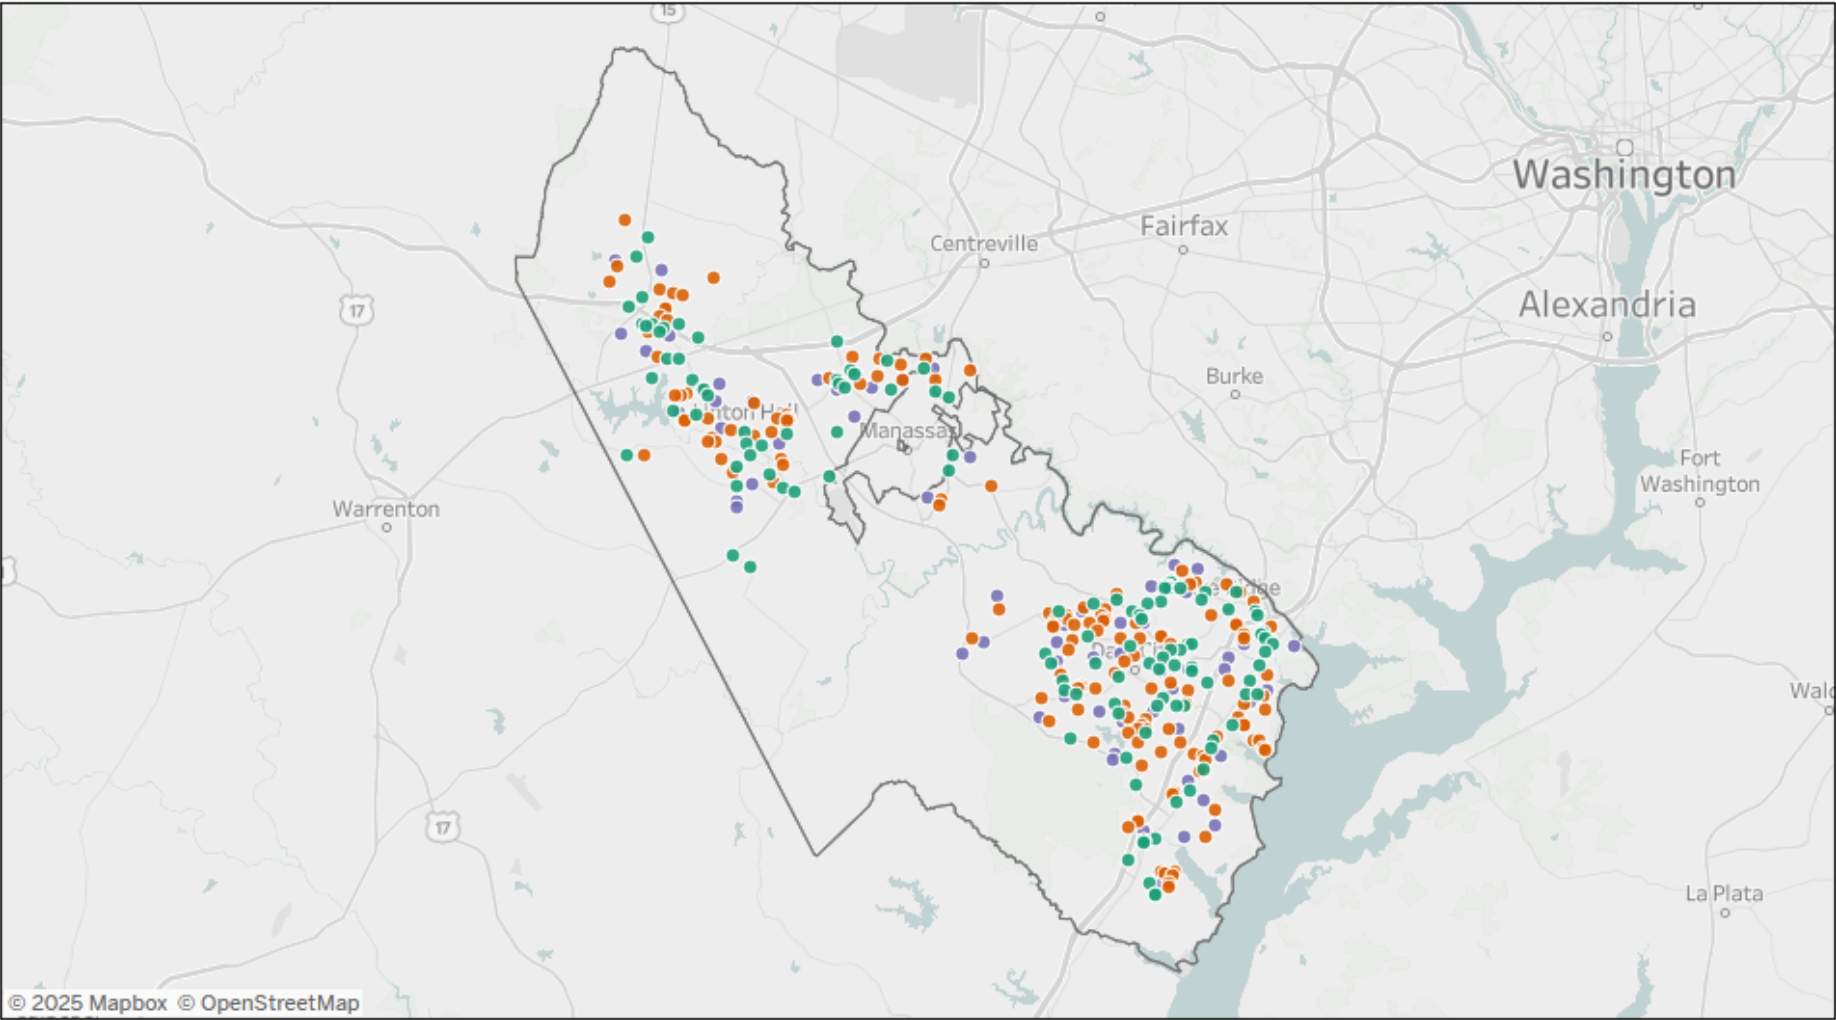 15
Washington
Fairfax
Centreville
Alexandria
17
Burke
Manassas
Fort
Washington
Warrenton
17
La Plata
© 2025 Mapbox © OpenStreetMap